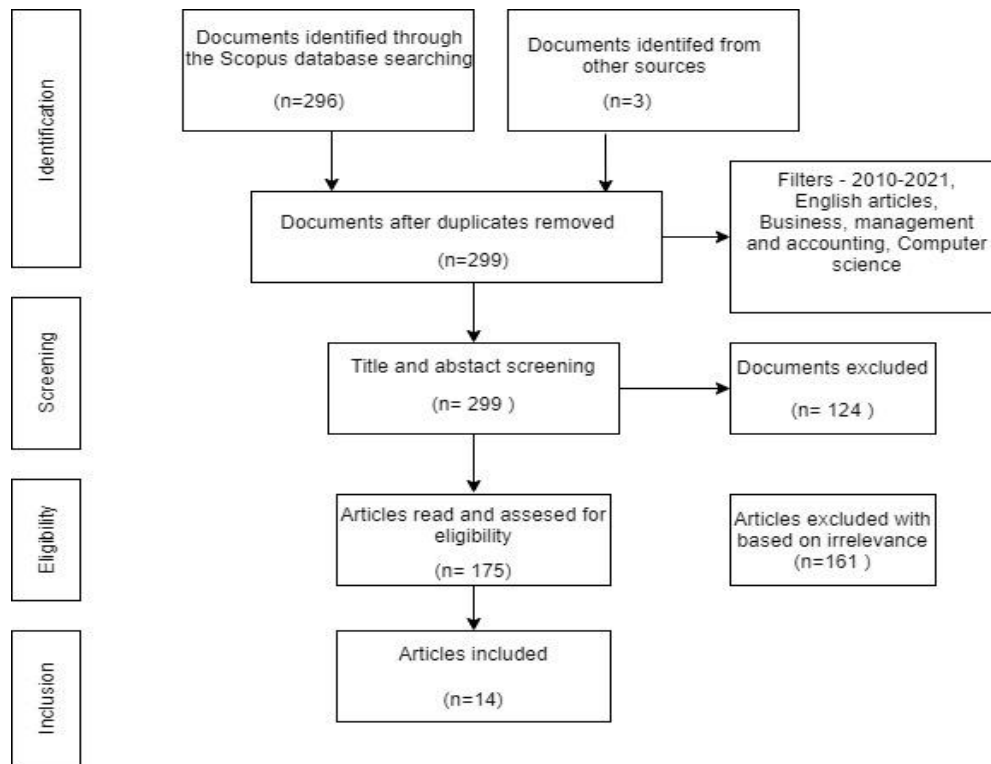 Identification
Documents identified through
the Scopus database searching
(n=296)
Documents identifed from
other sources
(n=3)
Documents after duplicates removed
(n=299)
Filters - 2010-2021,
English articles,
Business, management
and accounting, Computer
science
Screening
Title and abstact screening
(n= 299 )
Documents excluded
(n= 124 )
Eligibility
Articles read and assesed for
eligibility
(n= 175)
Articles excluded with
based on irrelevance
(n=161 )
Inclusion
Articles included
(n=14)